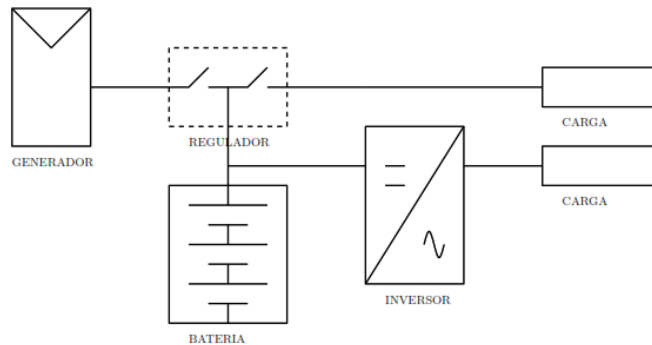 CARGA
REGULADOR
GENERADOR
CARGA
INVERSOR
BATERIA